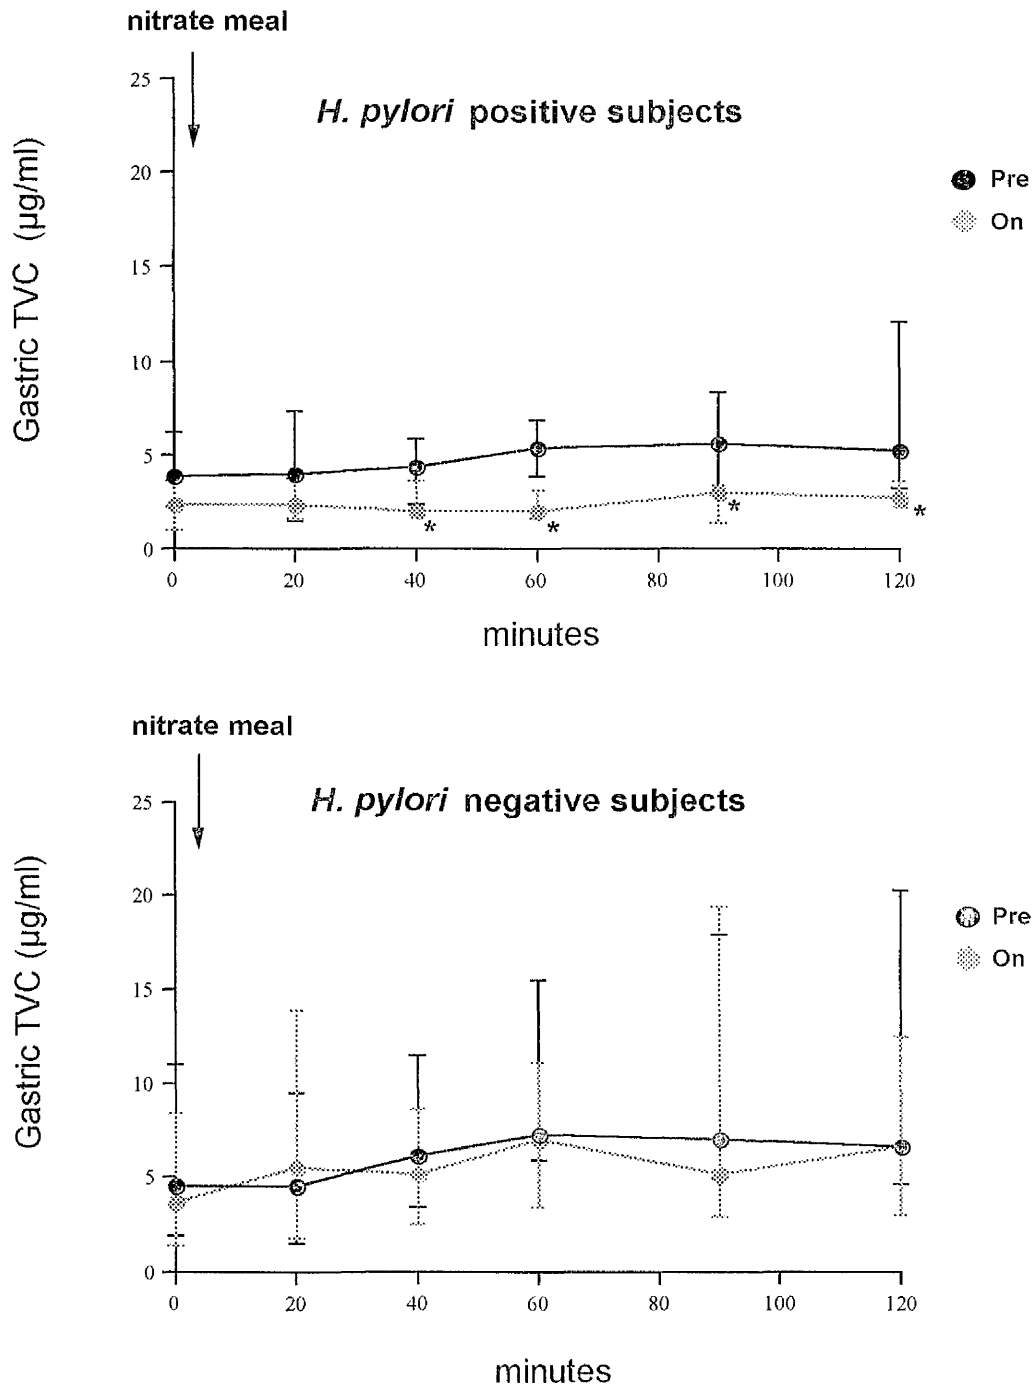 nitrate meal
H. pylori positive subjects
Gastric TVC (µg/ml)
25
20
15
10
5
0
Pre
On
*
*
*
*
0 20 40 60 80 100 120
minutes
nitrate meal
H. pylori negative subjects
Gastric TVC (µg/ml)
25
20
15
10
5
0
Pre
On
0 20 40 60 80 100 120
minutes